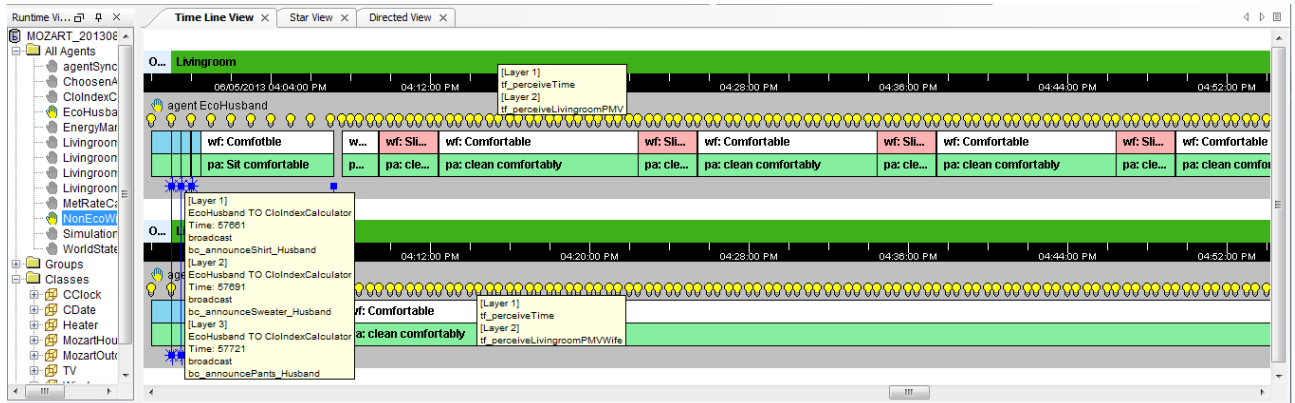 Runtime Vi...
Time Line View
Star View
Directed View
MOZART_201308
All Agents
agentSync
ChoosenA
CloIndexC
EcoHusba
EnergyMar
Livingroon
Livingroon
Livingroon
Livingroon
MetRateCa
NonEcoWi
Simulation
WorldState
Groups
Classes
CClock
CDate
Heater
MozartHou
MozartOutd
TV
O... Livingroom
06/05/2013 04:04:00 PM 04:12:00 PM 04:28:00 PM 04:36:00 PM 04:44:00 PM 04:52:00 PM
[Layer 1]
tf_perceiveTime
[Layer 2]
tf_perceiveLivingroomPMV
agent EcoHusband
wf: Comfotble w... wf: Sli... wf: Comfortable wf: Sli... wf: Comfortable wf: Sli... wf: Comfortable wf: Sli... wf: Comfortable
pa: Sit comfortable p... pa: cle... pa: clean comfortably pa: cle... pa: clean comfortably pa: cle... pa: clean comfortably pa: cle... pa: clean comfor
[Layer 1]
EcoHusband TO CloIndexCalculator
Time: 57661
broadcast
bc_announceShirt_Husband
[Layer 2]
EcoHusband TO CloIndexCalculator
Time: 57691
broadcast
bc_announceSweater_Husband
[Layer 3]
EcoHusband TO CloIndexCalculator
Time: 57721
broadcast
bc_announcePants_Husband
O... L
04:12:00 PM 04:20:00 PM 04:28:00 PM 04:36:00 PM 04:44:00 PM 04:52:00 PM
age
vf: Comfortable
a: clean comfortably
[Layer 1]
tf_perceiveTime
[Layer 2]
tf_perceiveLivingroomPMVWife